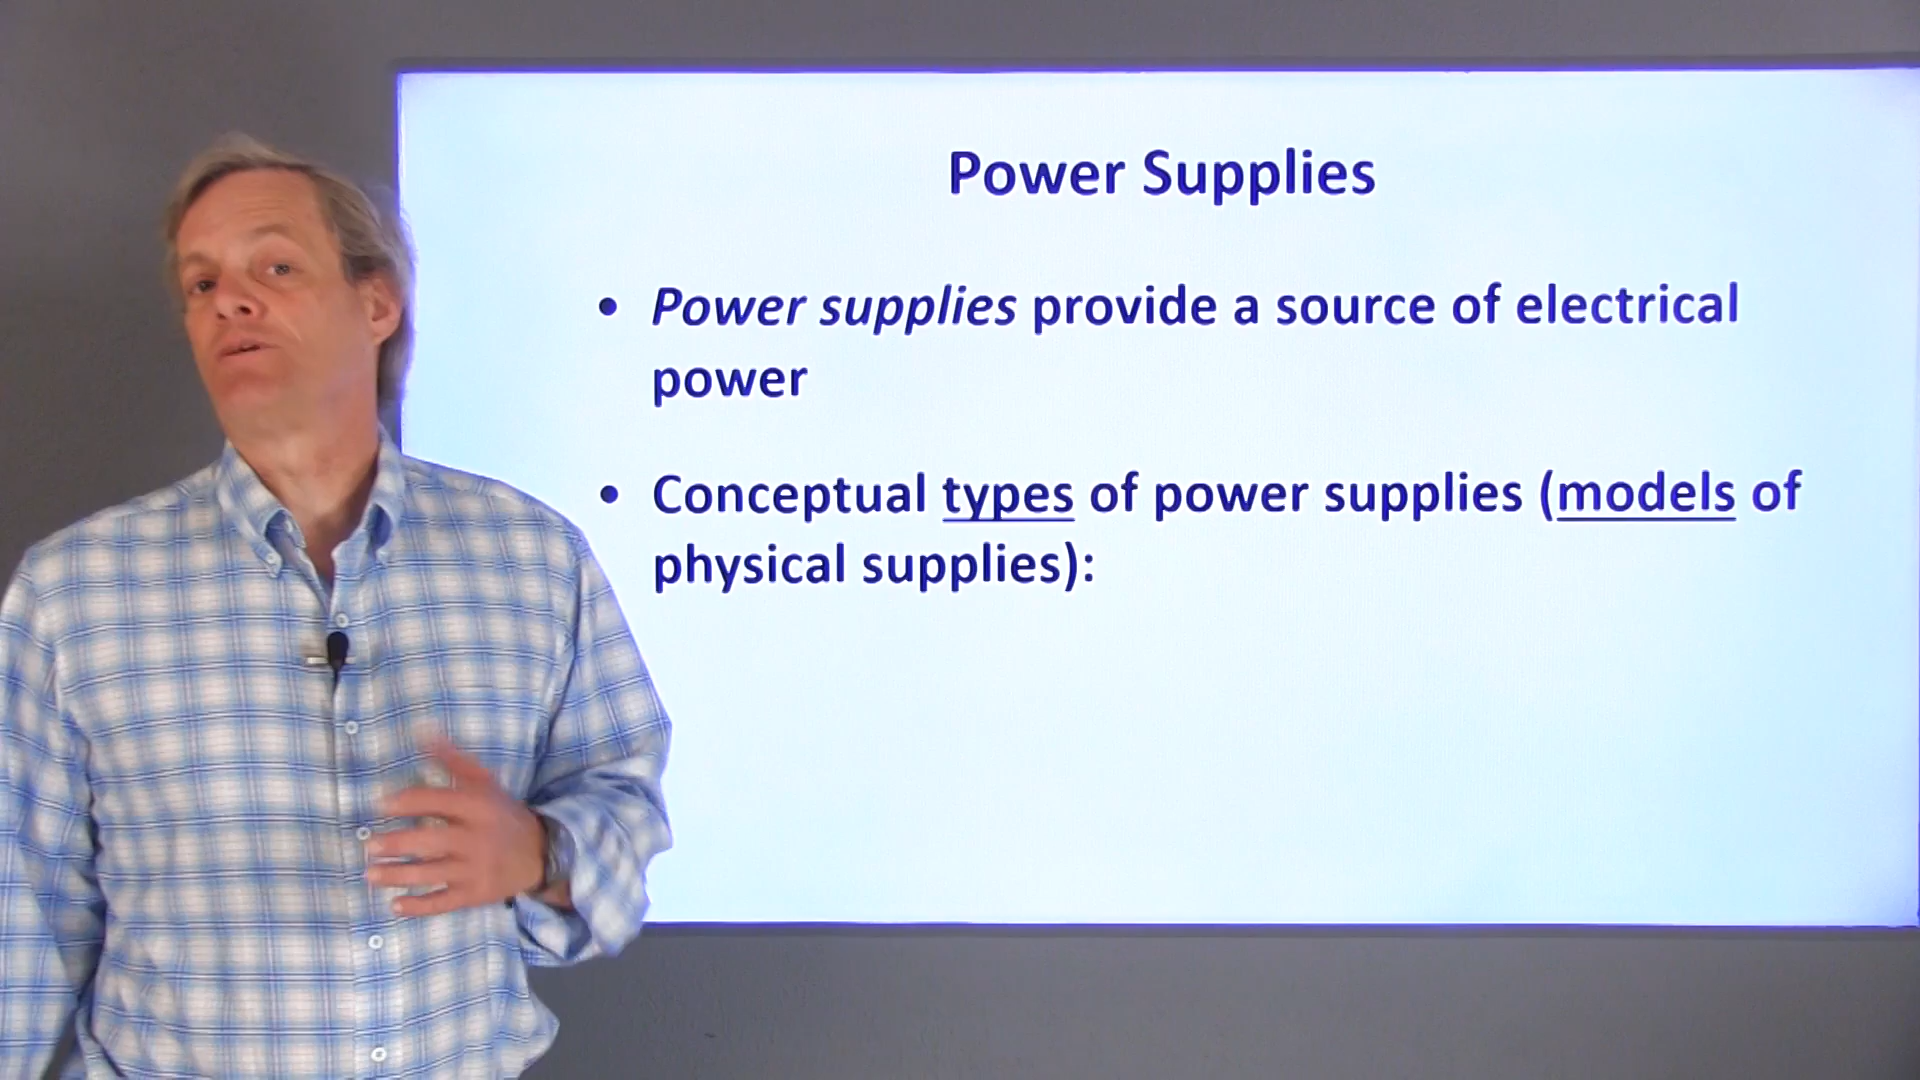 Power Supplies
• Power supplies provide a source of electrical
power
• Conceptual types of power supplies (models of
physical supplies):